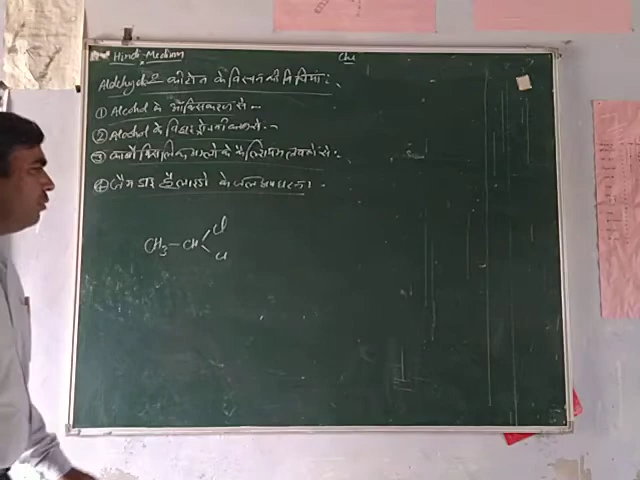 Hindi-Medium
Che
Aldehyde कीटोन के विरचन की विधियां:-
① Alcohol के ऑक्सिकरण से --
② Alcohol के विहाइड्रोजनीकरण से --
③ कार्बोक्सिलिक अम्लों के कैल्शियम लवणों से:-
④ जैम डाइ हैलाइडो के जल अपघटन
CH₃ — CH
Cl
Cl